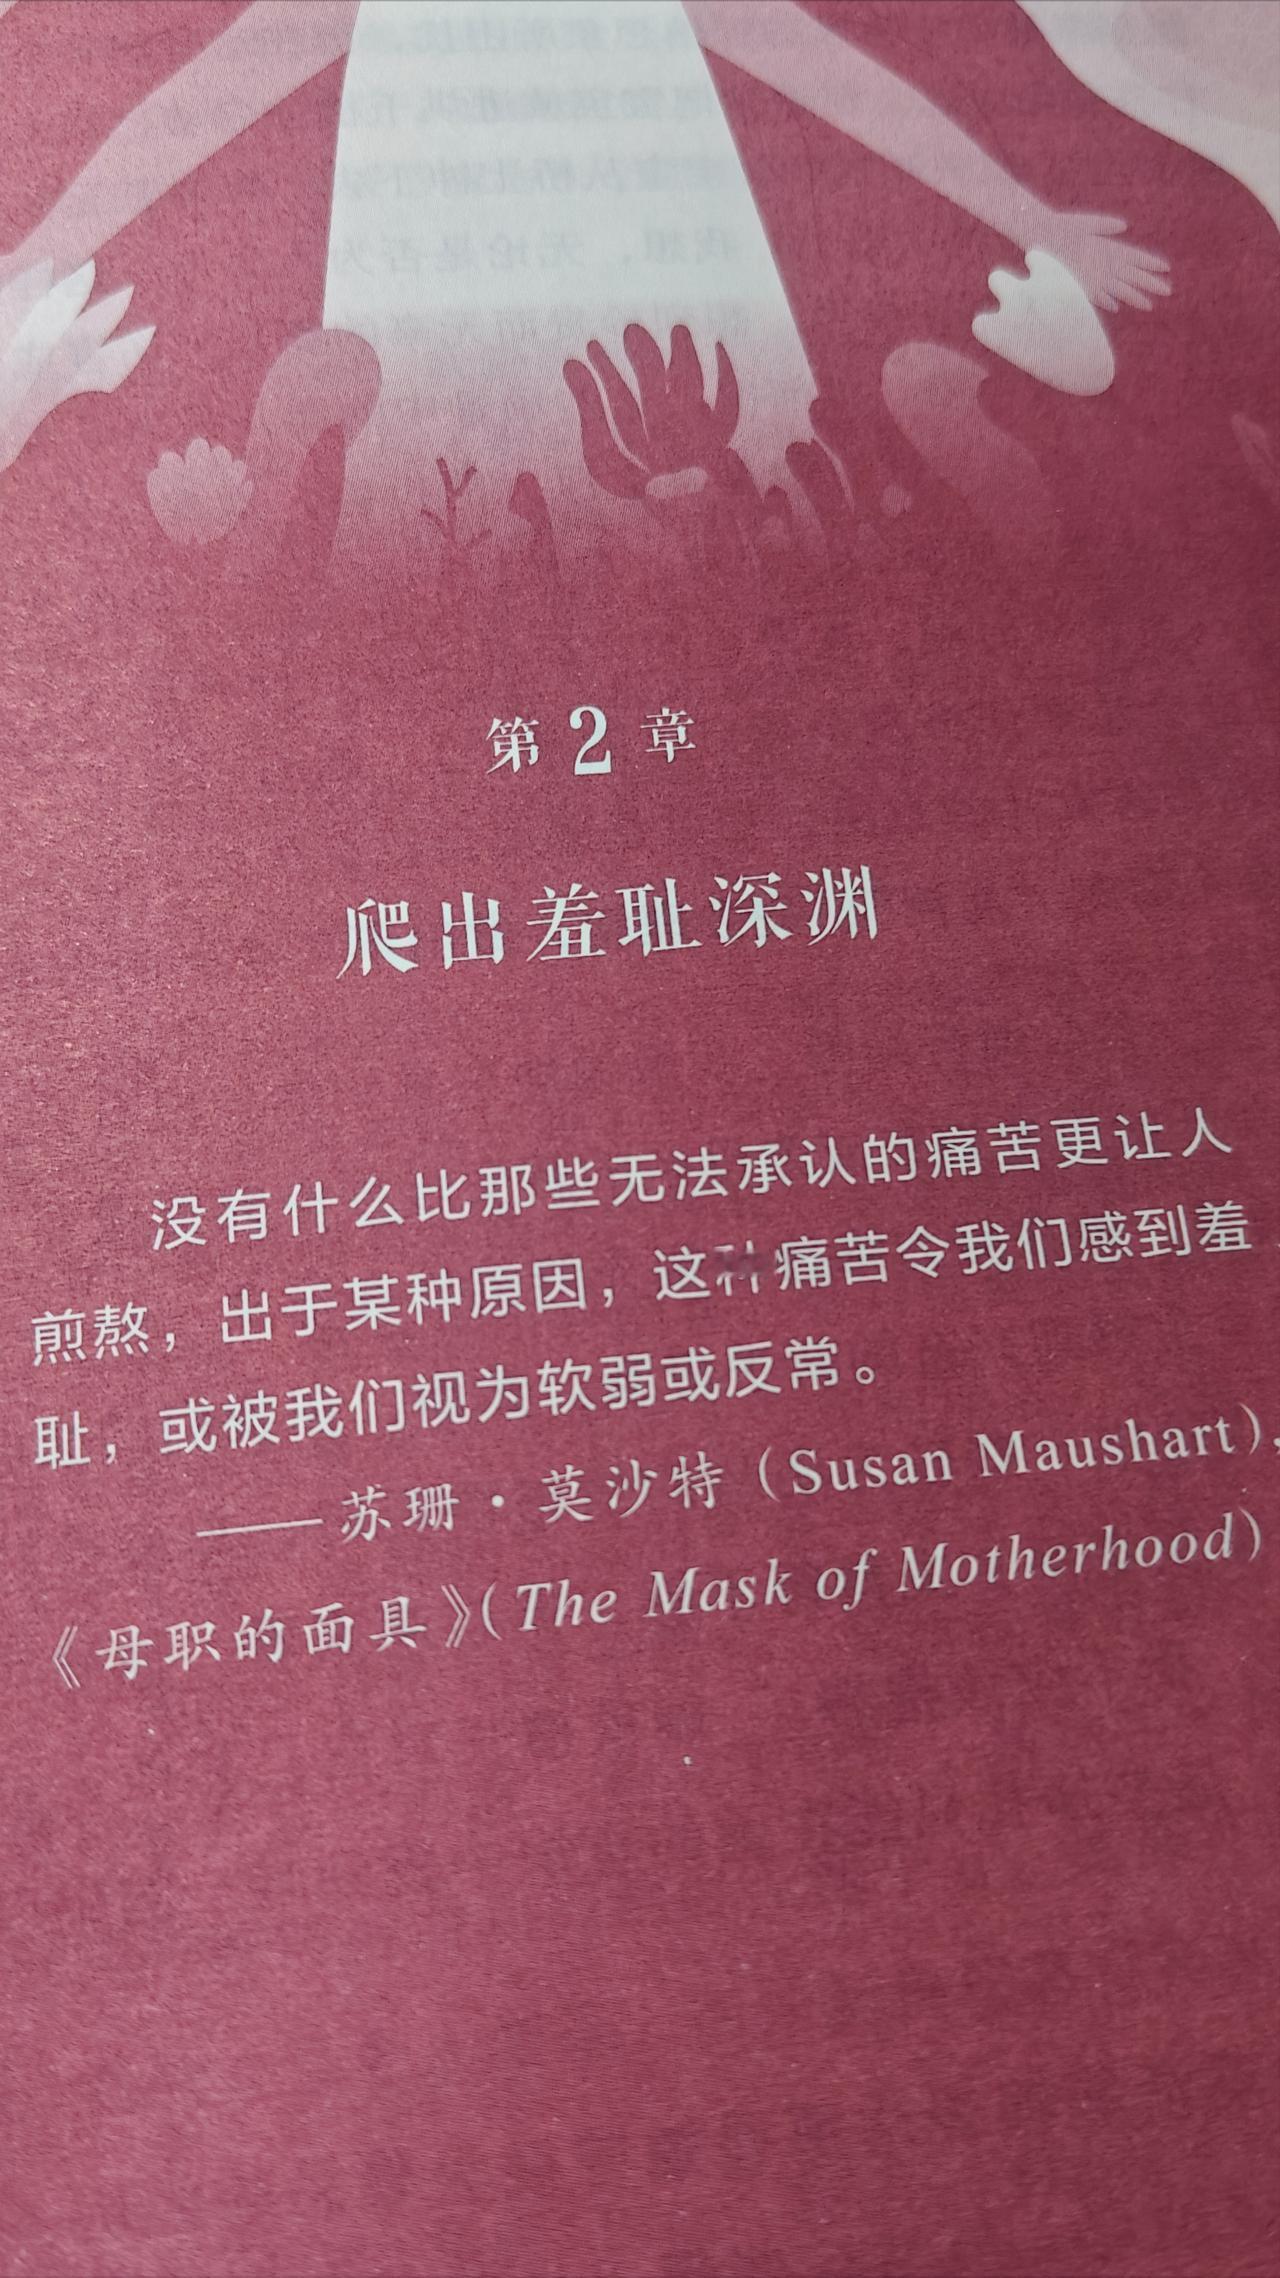 第2章
爬出羞耻深渊
没有什么比那些无法承认的痛苦更让人
煎熬，出于某种原因，这种痛苦令我们感到羞
耻，或被我们视为软弱或反常。
——苏珊·莫沙特（Susan Maushart），
《母职的面具》（The Mask of Motherhood）